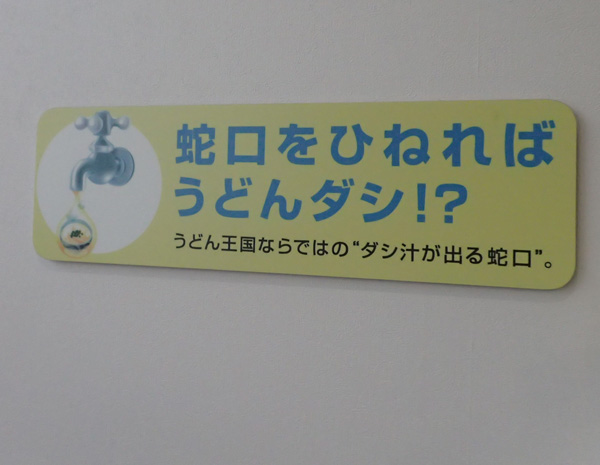 蛇口をひねれば
うどんダシ!?
うどん王国ならではの“ダシ汁が出る蛇口”。